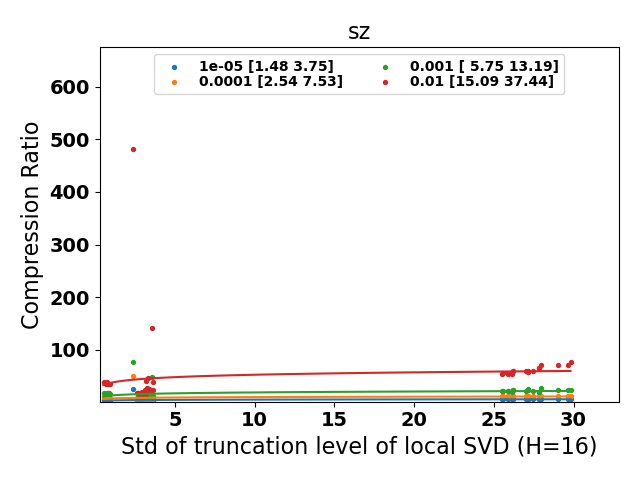 sz
1e-05 [1.48 3.75]
0.0001 [2.54 7.53]
0.001 [ 5.75 13.19]
0.01 [15.09 37.44]
Compression Ratio
600
500
400
300
200
100
5 10 15 20 25 30
Std of truncation level of local SVD (H=16)